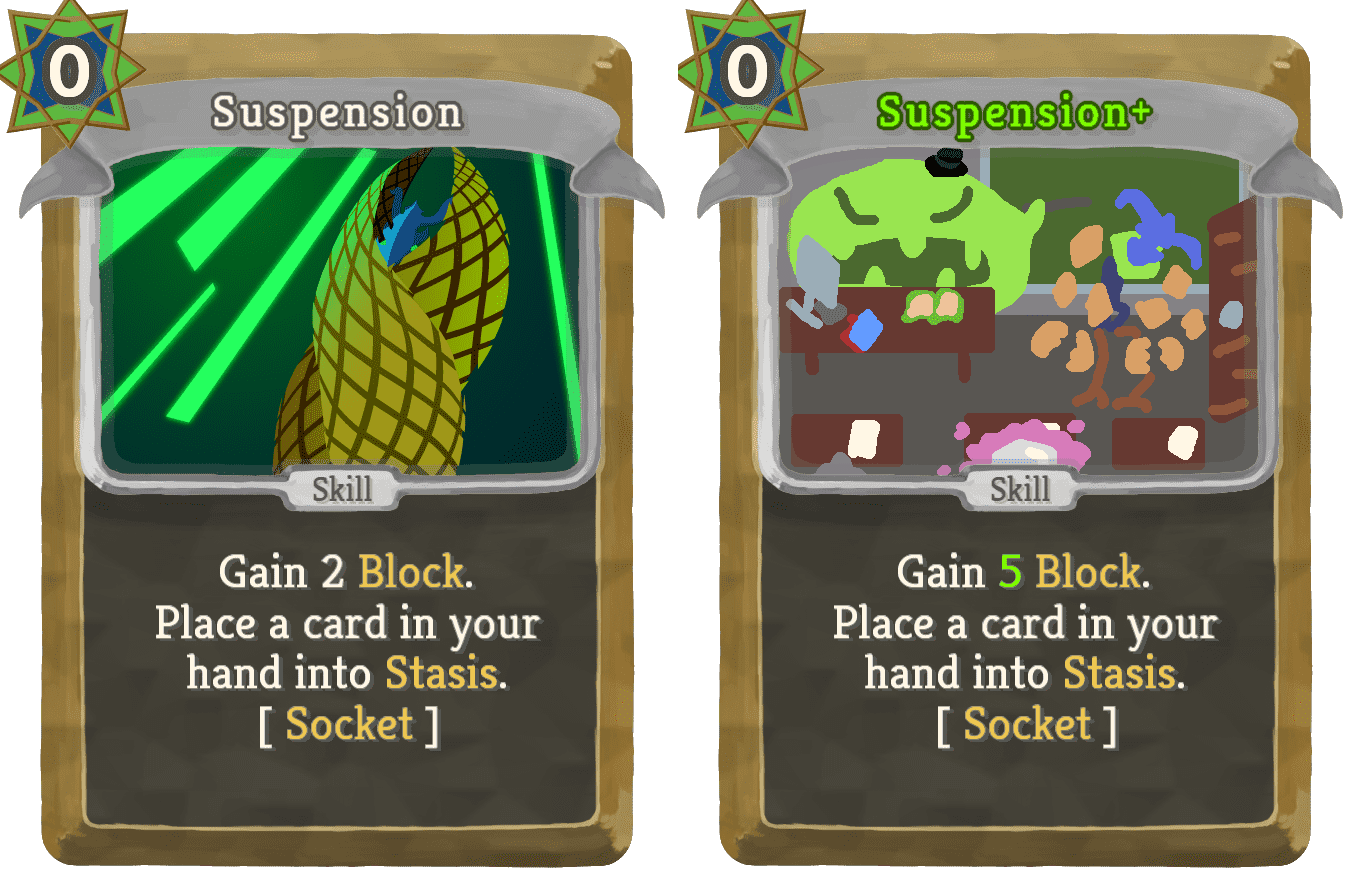 0
Suspension
Skill
Gain 2 Block.
Place a card in your
hand into Stasis.
[ Socket ]
0
Suspension+
Skill
Gain 5 Block.
Place a card in your
hand into Stasis.
[ Socket ]